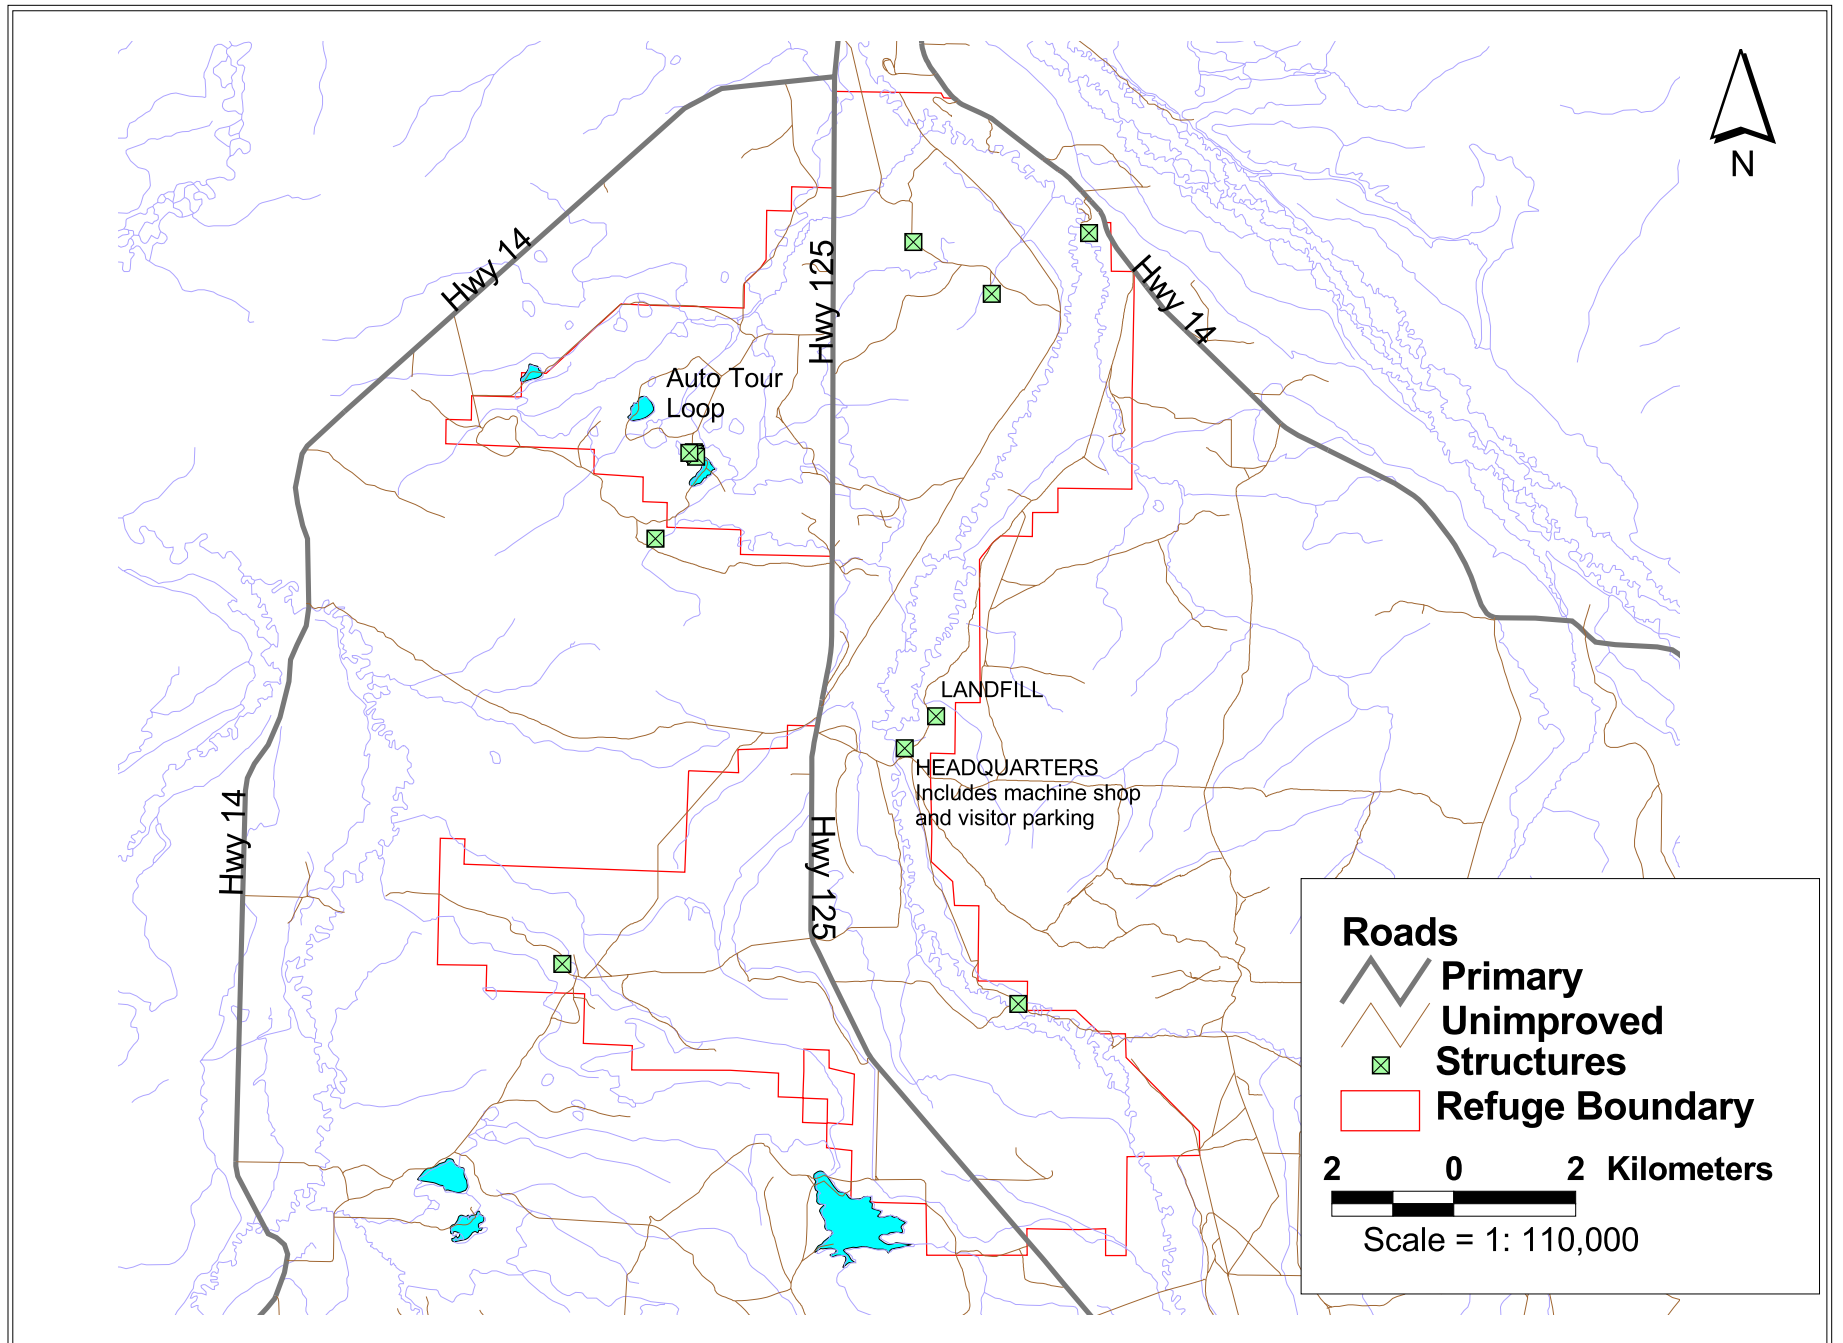 N
Hwy 14
Hwy 125
Hwy 14
Auto Tour
Loop
LANDFILL
HEADQUARTERS
Includes machine shop
and visitor parking
Hwy 14
Hwy 125
Roads
Primary
Unimproved
Structures
Refuge Boundary
2 0 2 Kilometers
Scale = 1: 110,000